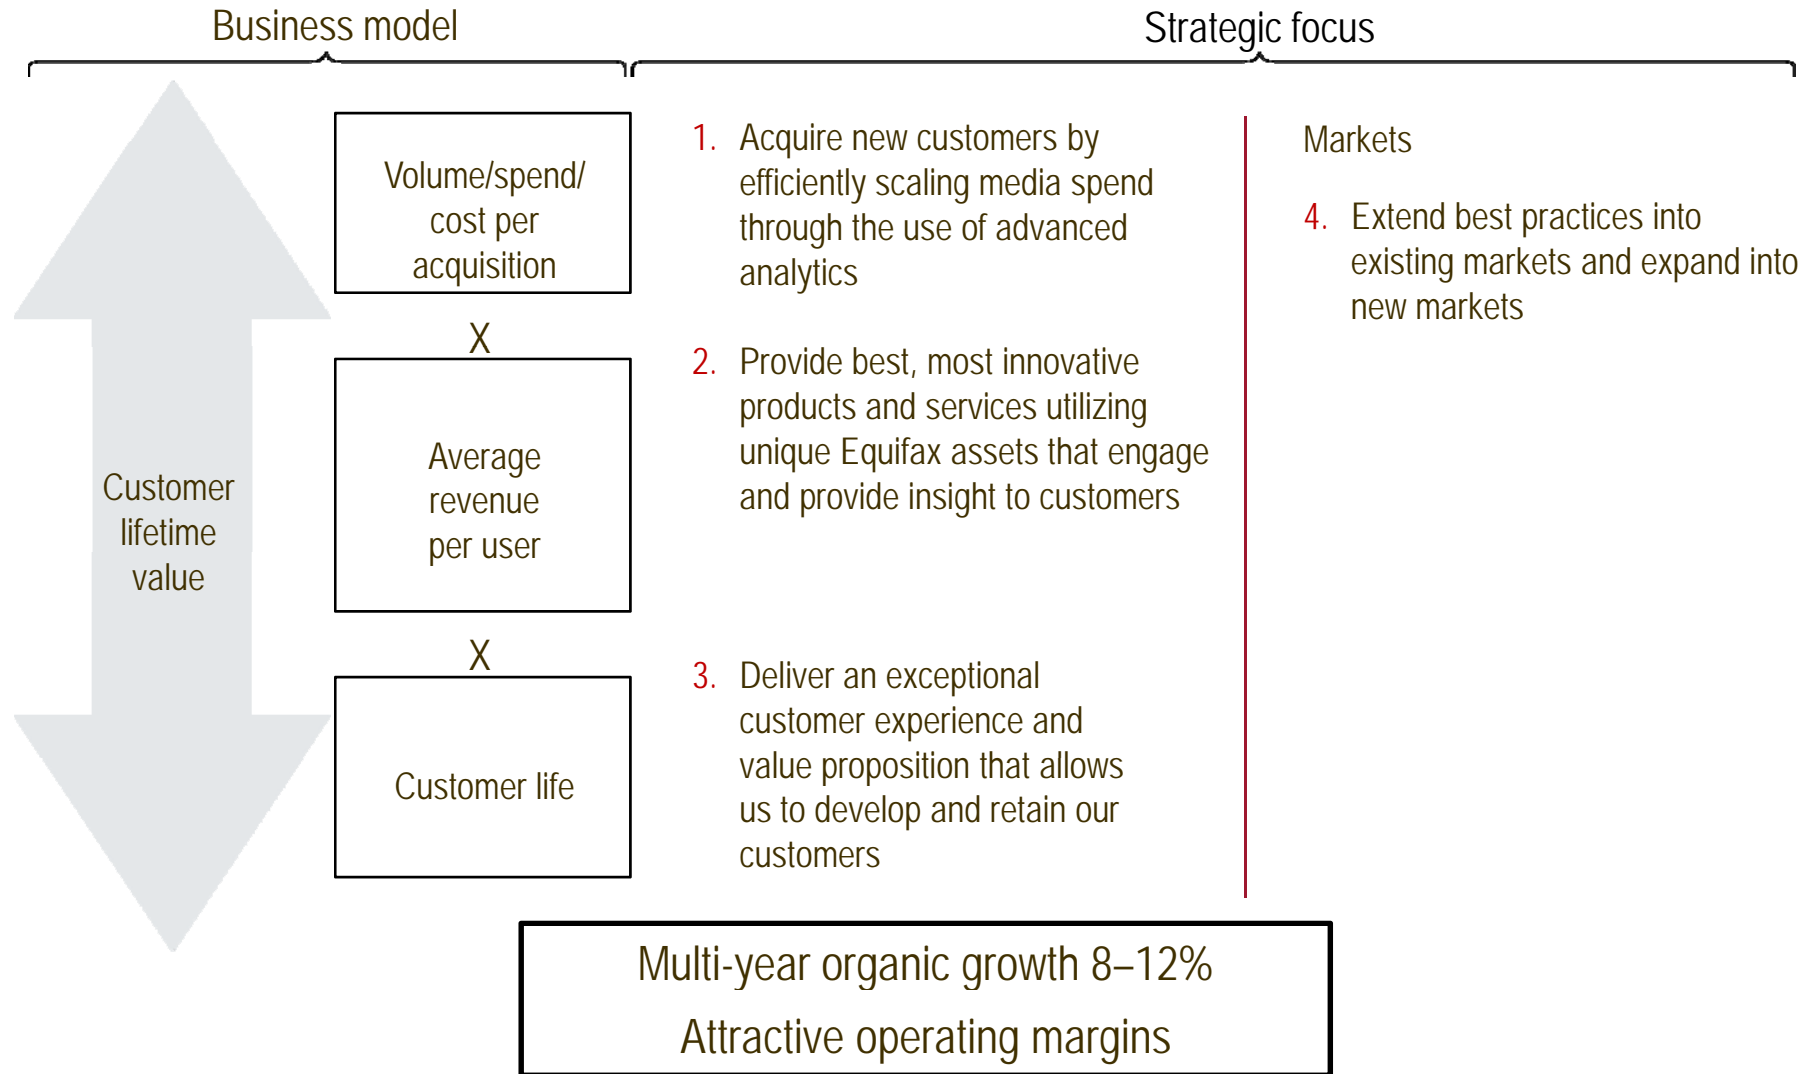 Business model
Strategic focus
Customer
lifetime
value
Volume/spend/
cost per
acquisition
X
Average
revenue
per user
X
Customer life
1. Acquire new customers by
efficiently scaling media spend
through the use of advanced
analytics
2. Provide best, most innovative
products and services utilizing
unique Equifax assets that engage
and provide insight to customers
3. Deliver an exceptional
customer experience and
value proposition that allows
us to develop and retain our
customers
Markets
4. Extend best practices into
existing markets and expand into
new markets
Multi-year organic growth 8–12%
Attractive operating margins